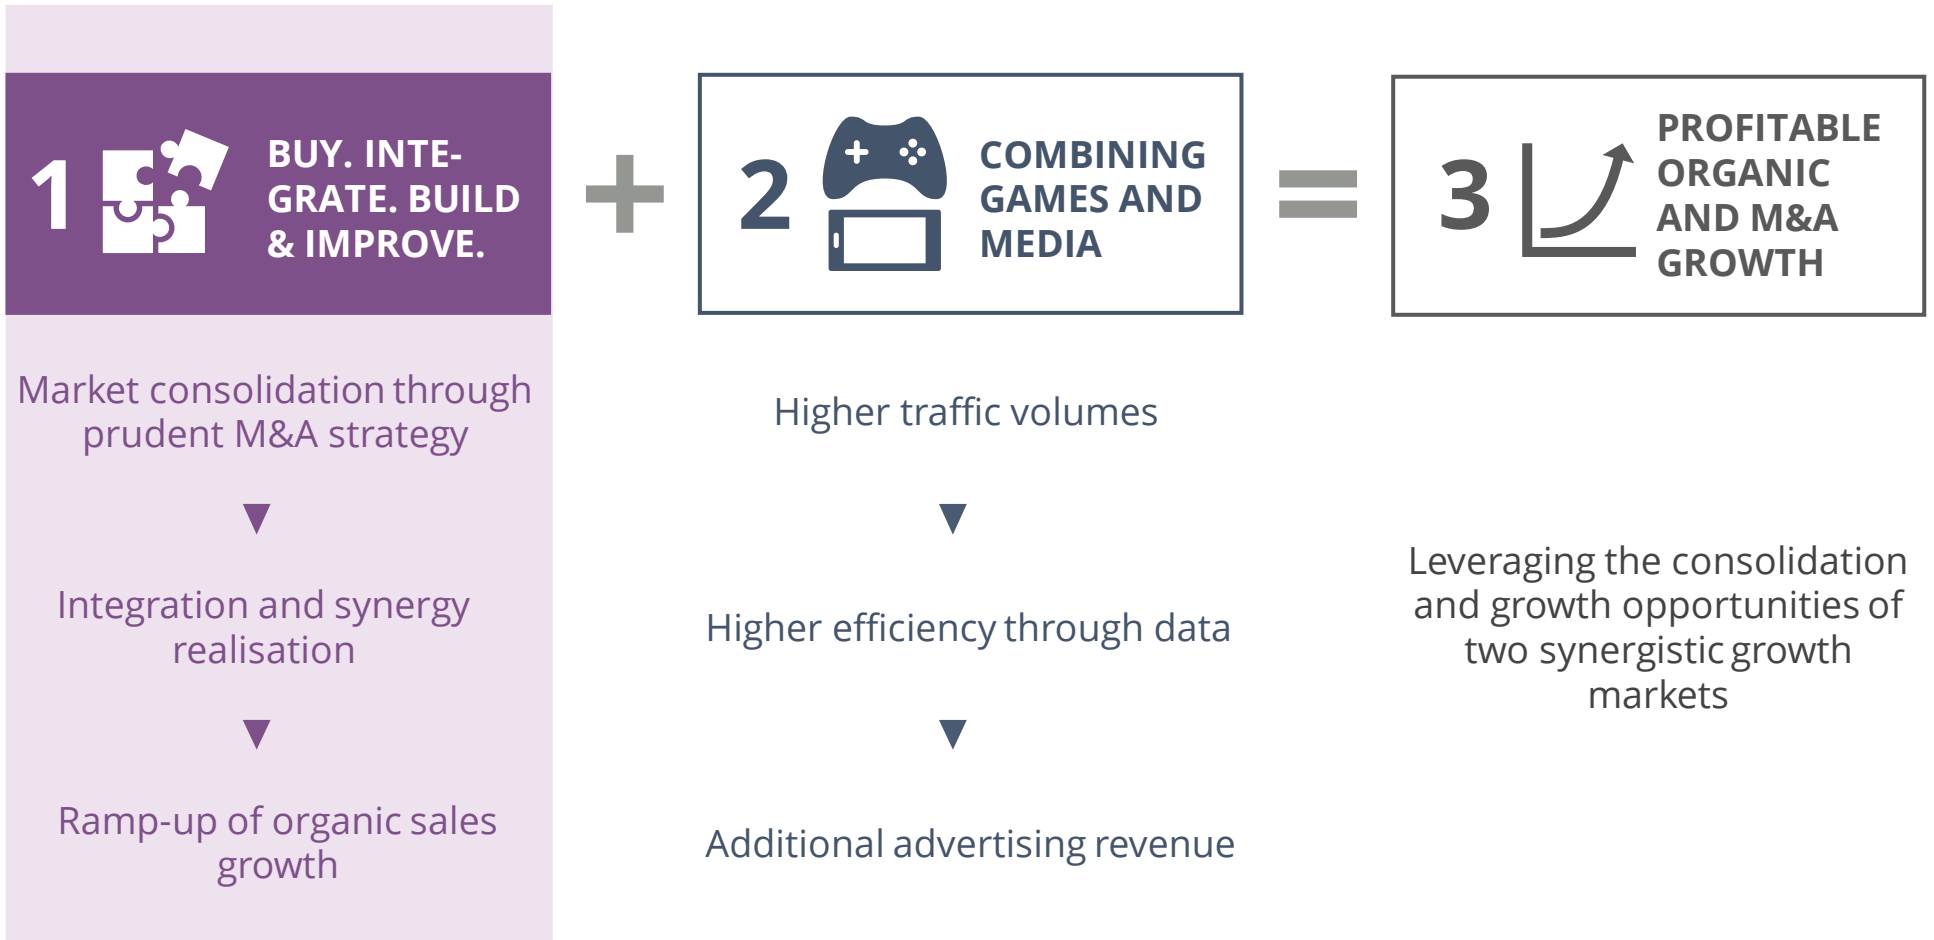 1
BUY. INTE-
GRATE. BUILD
& IMPROVE.
Market consolidation through
prudent M&A strategy
Integration and synergy
realisation
Ramp-up of organic sales
growth
+
2
COMBINING
GAMES AND
MEDIA
Higher traffic volumes
Higher efficiency through data
Additional advertising revenue
=
3
PROFITABLE
ORGANIC
AND M&A
GROWTH
Leveraging the consolidation
and growth opportunities of
two synergistic growth
markets